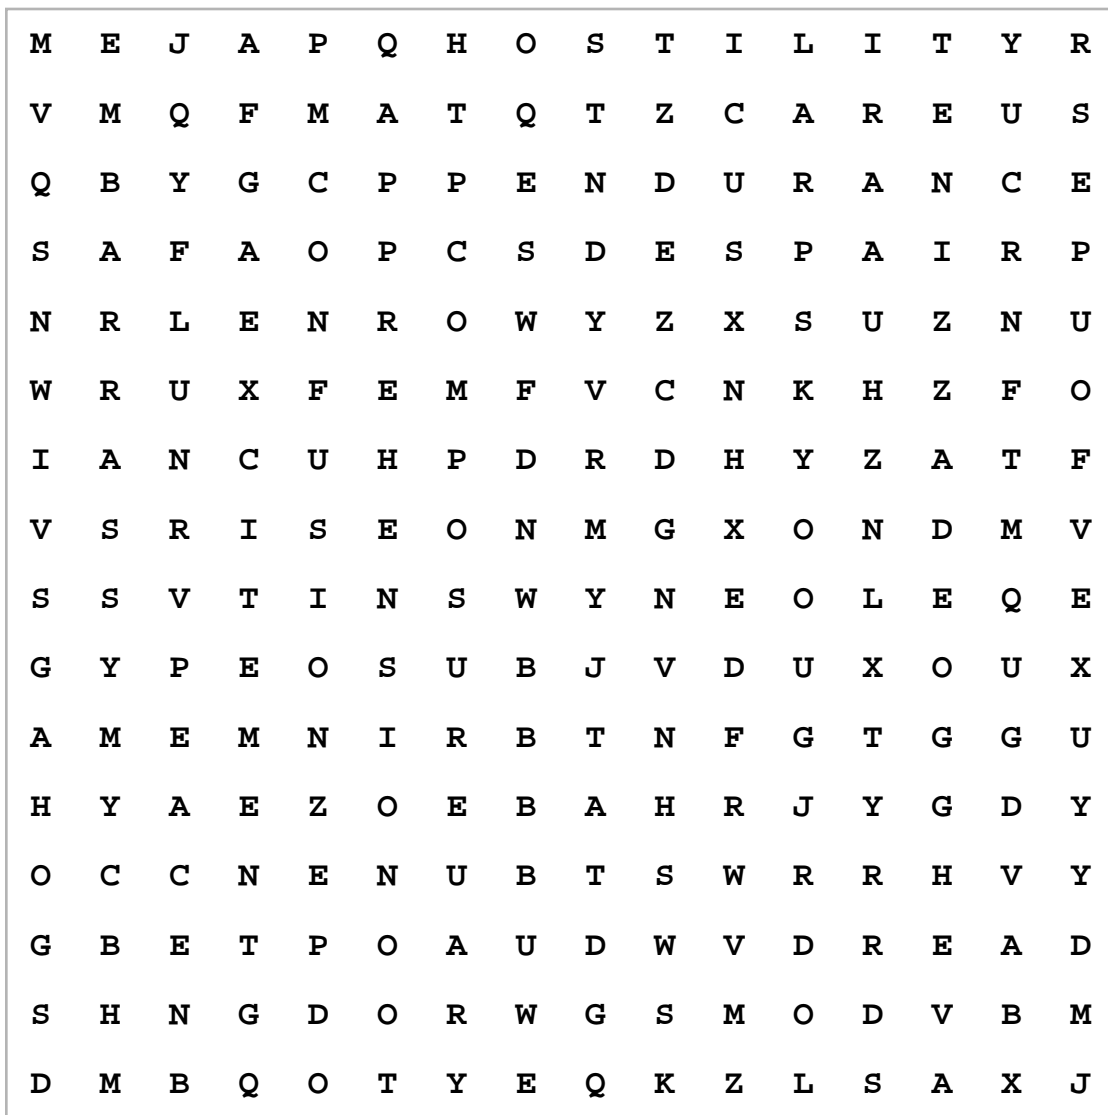 M E J A P Q H O S T I L I T Y R
V M Q F M A T Q T Z C A R E U S
Q B Y G C P P E N D U R A N C E
S A F A O P C S D E S P A I R P
N R L E N R O W Y Z X S U Z N U
W R U X F E M F V C N K H Z F O
I A N C U H P D R D H Y Z A T F
V S R I S E O N M G X O N D M V
S S V T I N S W Y N E O L E Q E
G Y P E O S U B J V D U X O U X
A M E M N I R B T N F G T G G U
H Y A E Z O E B A H R J Y G D Y
O C C N E N U B T S W R R H V Y
G B E T P O A U D W V D R E A D
S H N G D O R W G S M O D V B M
D M B Q O T Y E Q K Z L S A X J